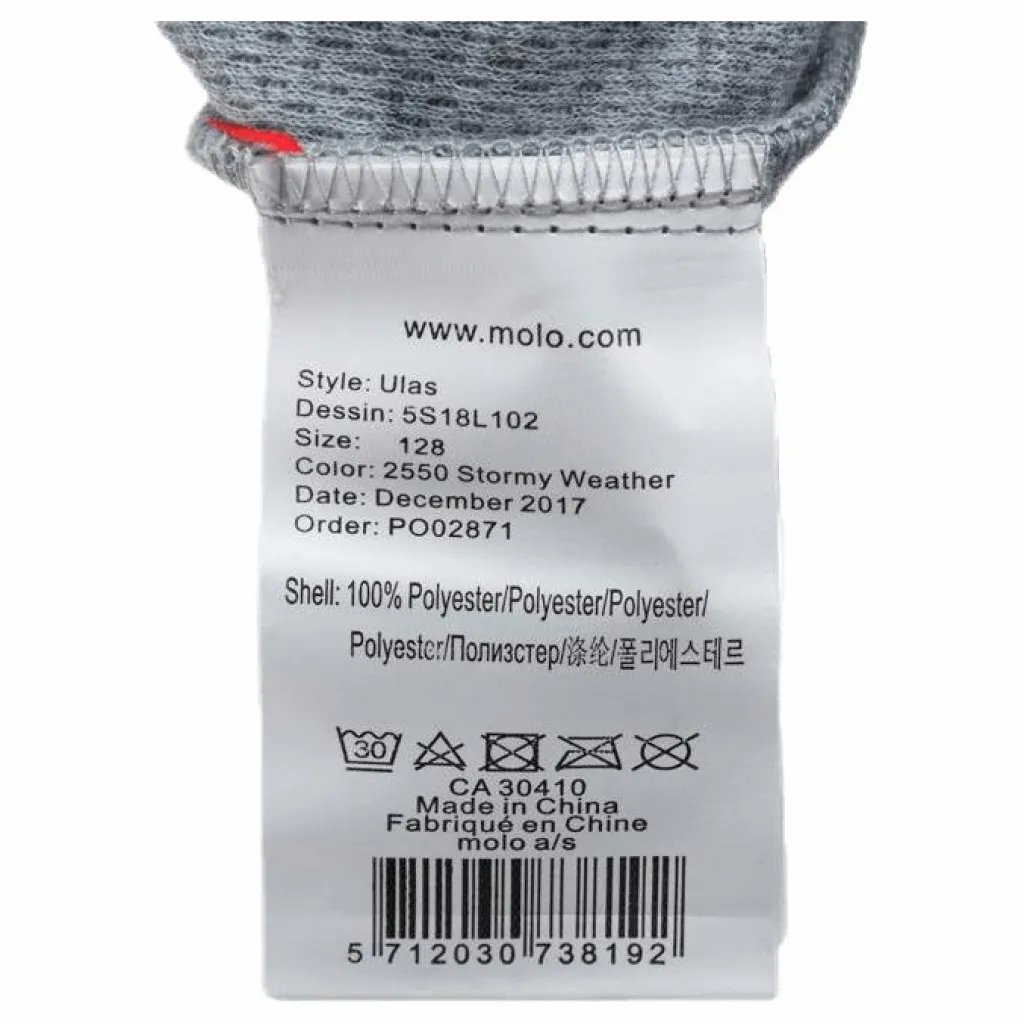 www.molo.com
Style: Ulas
Dessin: 5S18L102
Size: 128
Color: 2550 Stormy Weather
Date: December 2017
Order: PO02871
Shell: 100% Polyester/Polyester/Polyester/
Polyester/Полизстер/涤纶/폴리에스테르
30
CA 30410
Made in China
Fabriqué en Chine
molo a/s
5 712030 738192